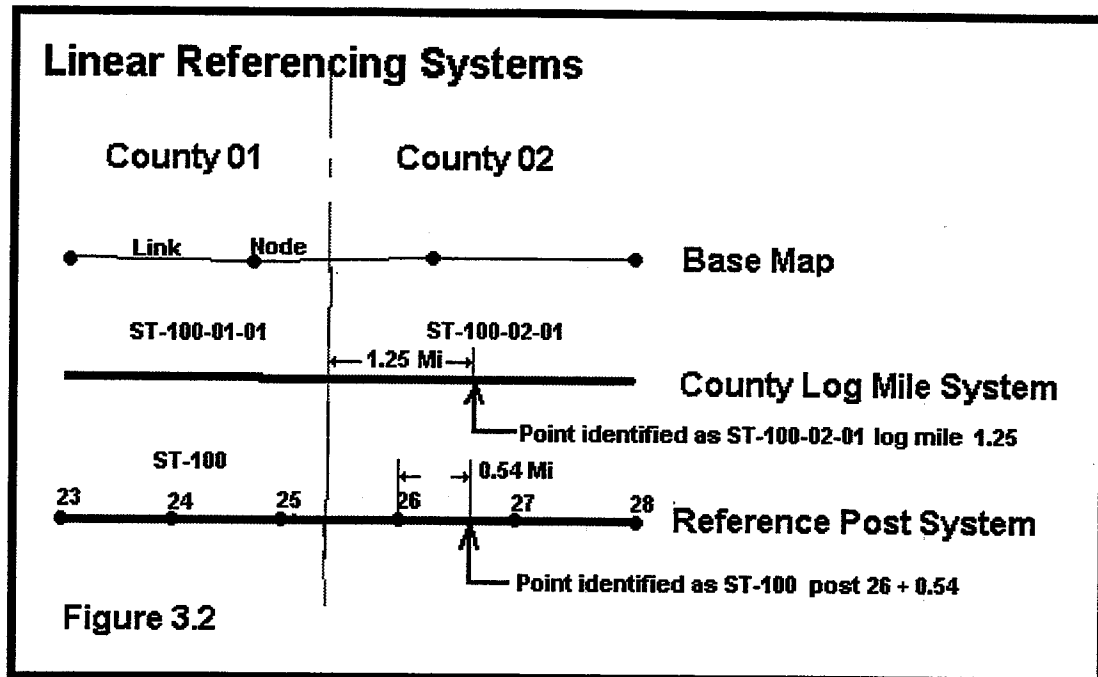 Linear Referencing Systems
County 01 County 02
Link Node Base Map
ST-100-01-01 ST-100-02-01
1.25 Mi
County Log Mile System
Point identified as ST-100-02-01 log mile 1.25
ST-100 0.54 Mi
23 24 25 26 27 28
Reference Post System
Point identified as ST-100 post 26 + 0.54
Figure 3.2